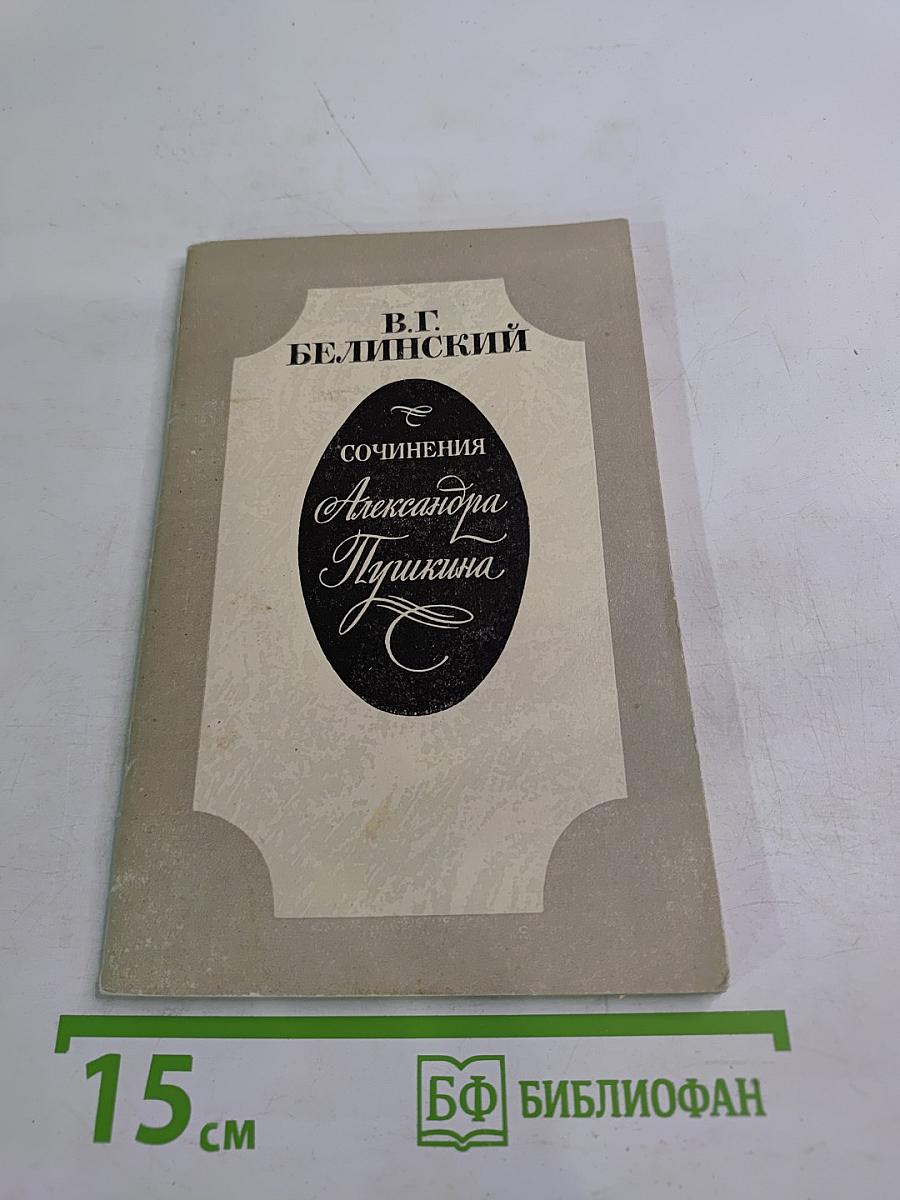 В.Г.
БЕЛИНСКИЙ
СОЧИНЕНИЯ
Александра
Пушкина
15 см
БФ БИБЛИОФАН